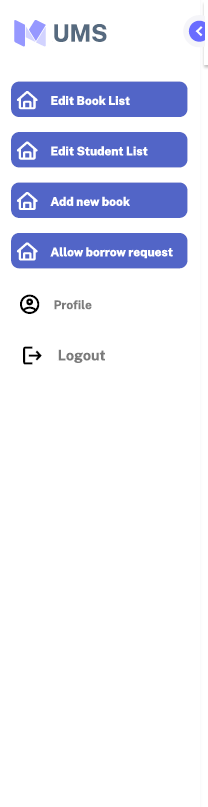 UMS
Edit Book List
Edit Student List
Add new book
Allow borrow request
Profile
Logout